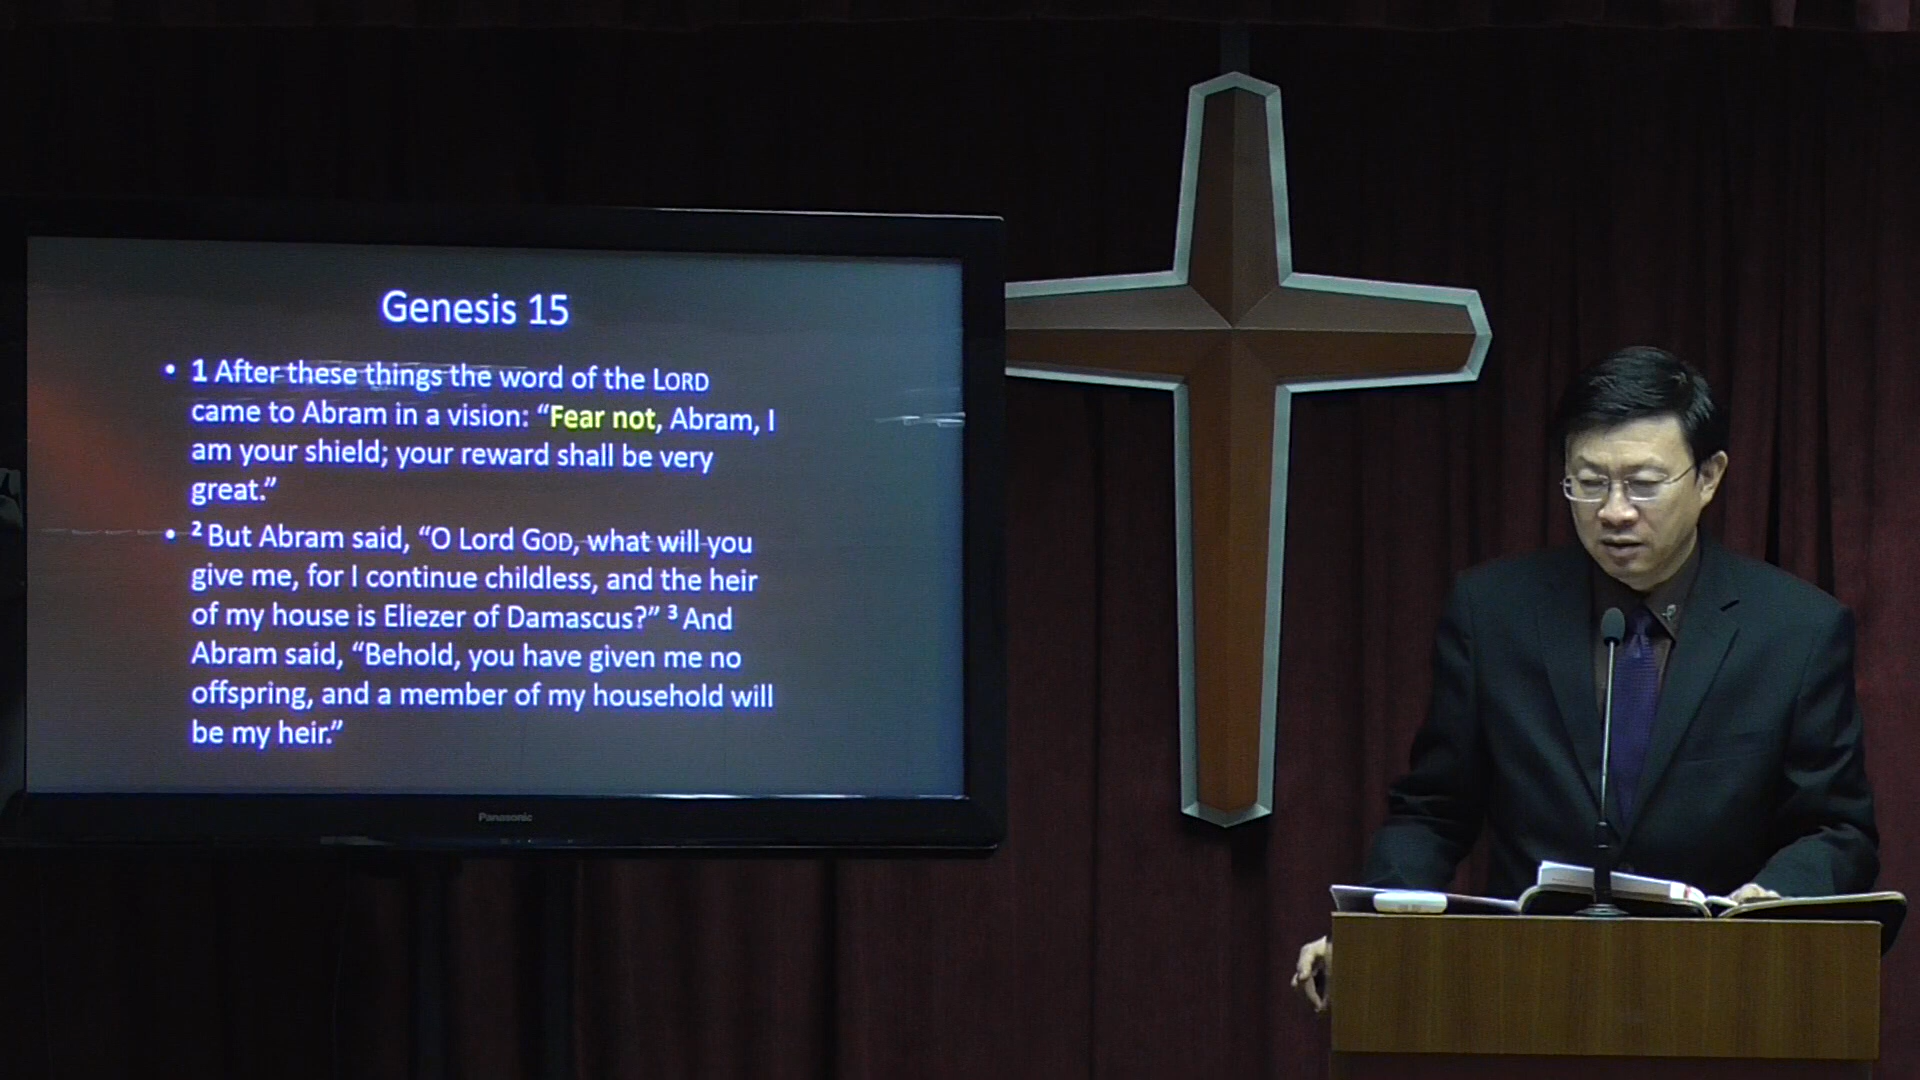 Genesis 15
• 1 After these things the word of the LORD
came to Abram in a vision: “Fear not, Abram, I
am your shield; your reward shall be very
great.”
• ² But Abram said, “O Lord GOD, what will you
give me, for I continue childless, and the heir
of my house is Eliezer of Damascus?” ³ And
Abram said, “Behold, you have given me no
offspring, and a member of my household will
be my heir.”
Panasonic